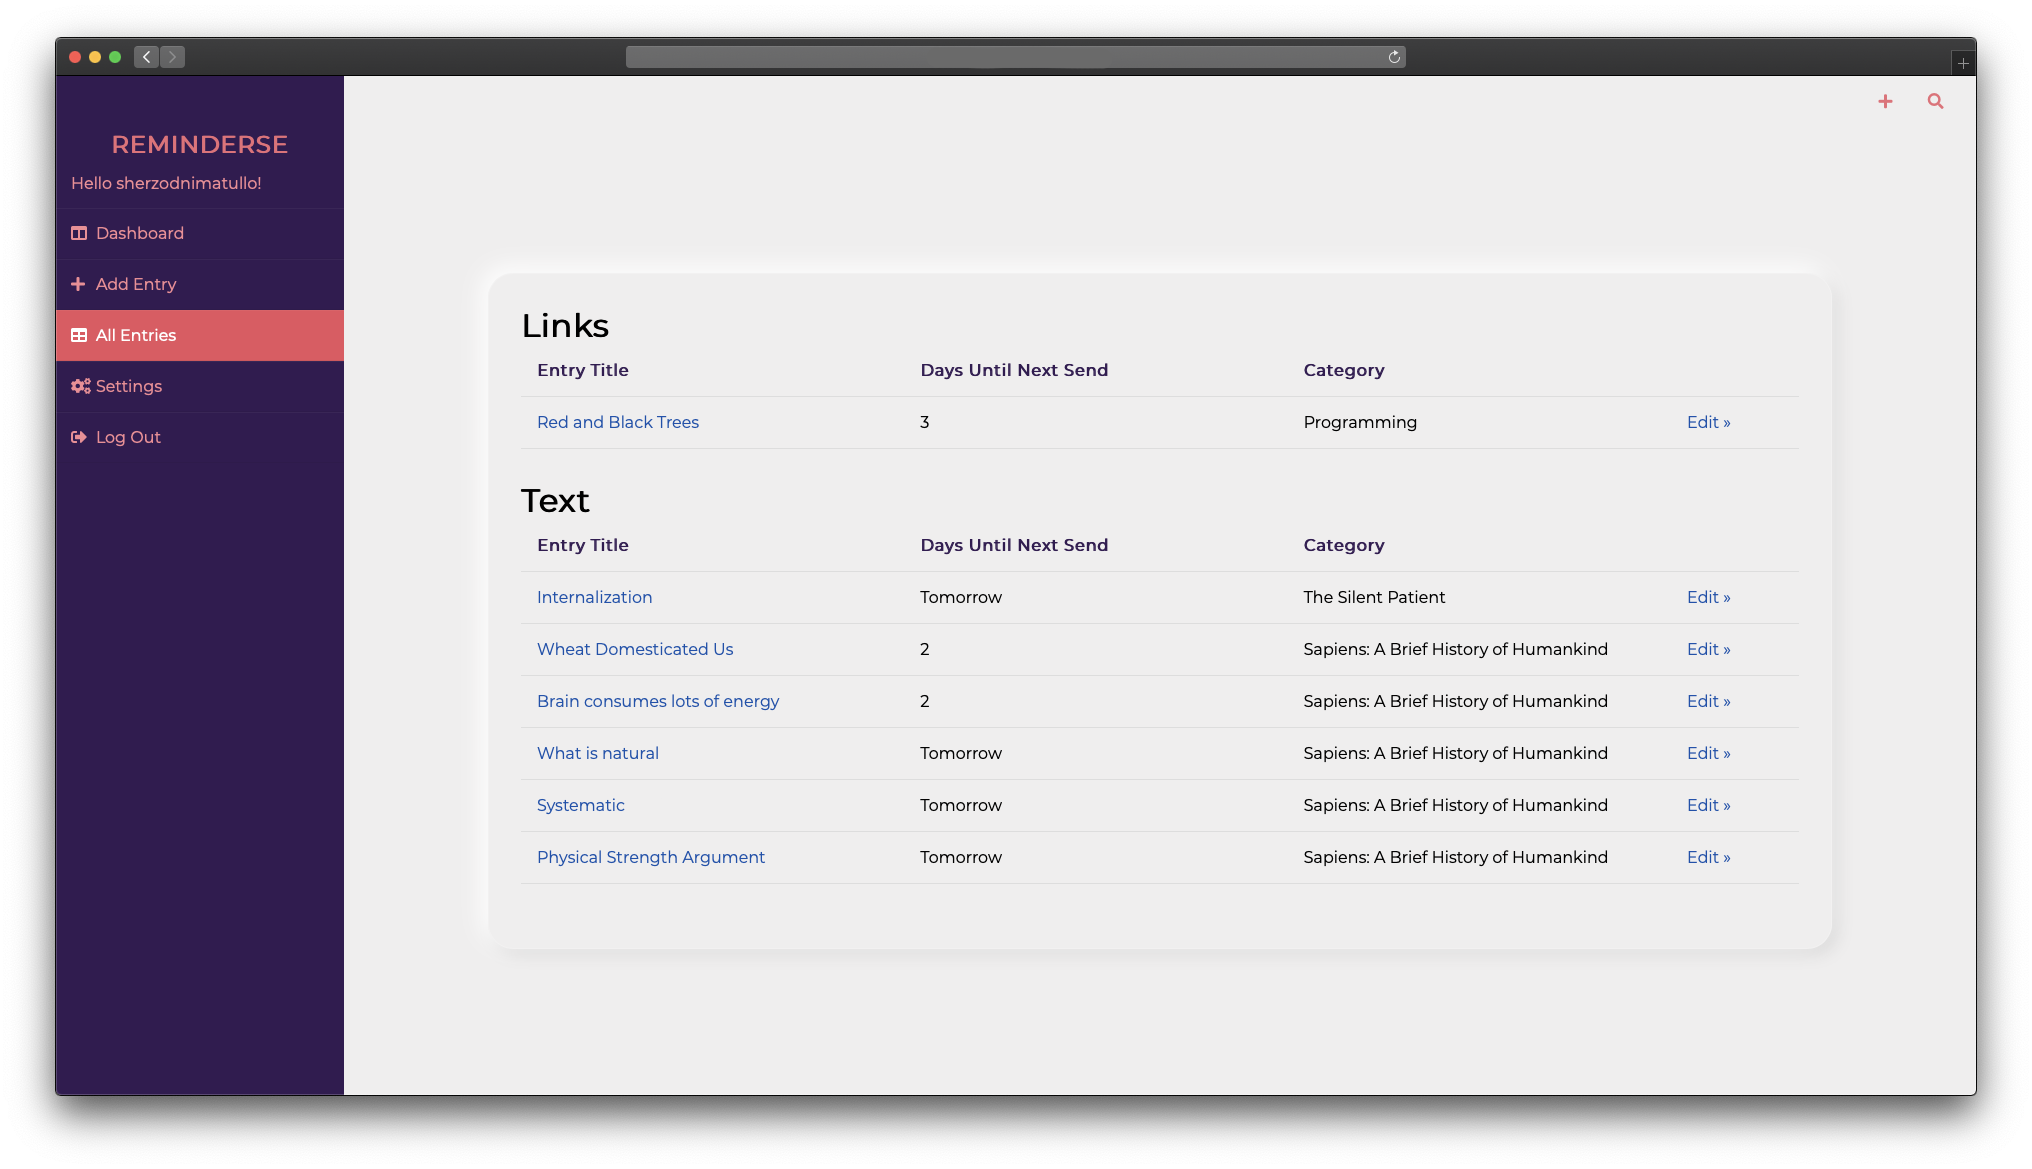 REMINDERSE
Hello sherzodnimatullo!
Dashboard
Add Entry
All Entries
Settings
Log Out
Links
Entry Title Days Until Next Send Category
Red and Black Trees 3 Programming Edit »
Text
Entry Title Days Until Next Send Category
Internalization Tomorrow The Silent Patient Edit »
Wheat Domesticated Us 2 Sapiens: A Brief History of Humankind Edit »
Brain consumes lots of energy 2 Sapiens: A Brief History of Humankind Edit »
What is natural Tomorrow Sapiens: A Brief History of Humankind Edit »
Systematic Tomorrow Sapiens: A Brief History of Humankind Edit »
Physical Strength Argument Tomorrow Sapiens: A Brief History of Humankind Edit »